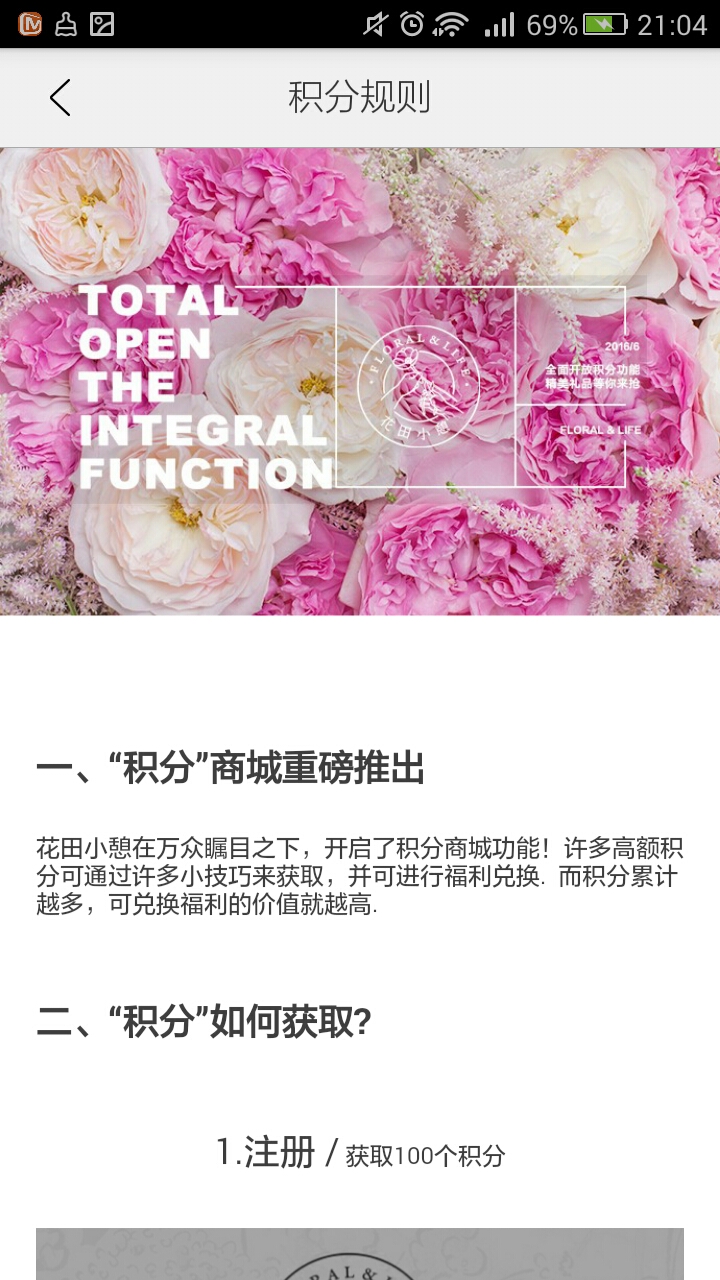 69% 21:04
积分规则
TOTAL
OPEN
THE
INTEGRAL
FUNCTION
FLORAL & LIFE
花田小憩
2016/6
全面开放积分功能
精美礼品等你来抢
FLORAL & LIFE
一、“积分”商城重磅推出
花田小憩在万众瞩目之下，开启了积分商城功能！许多高额积
分可通过许多小技巧来获取，并可进行福利兑换. 而积分累计
越多，可兑换福利的价值就越高.
二、“积分”如何获取?
1.注册 / 获取100个积分
RAL &